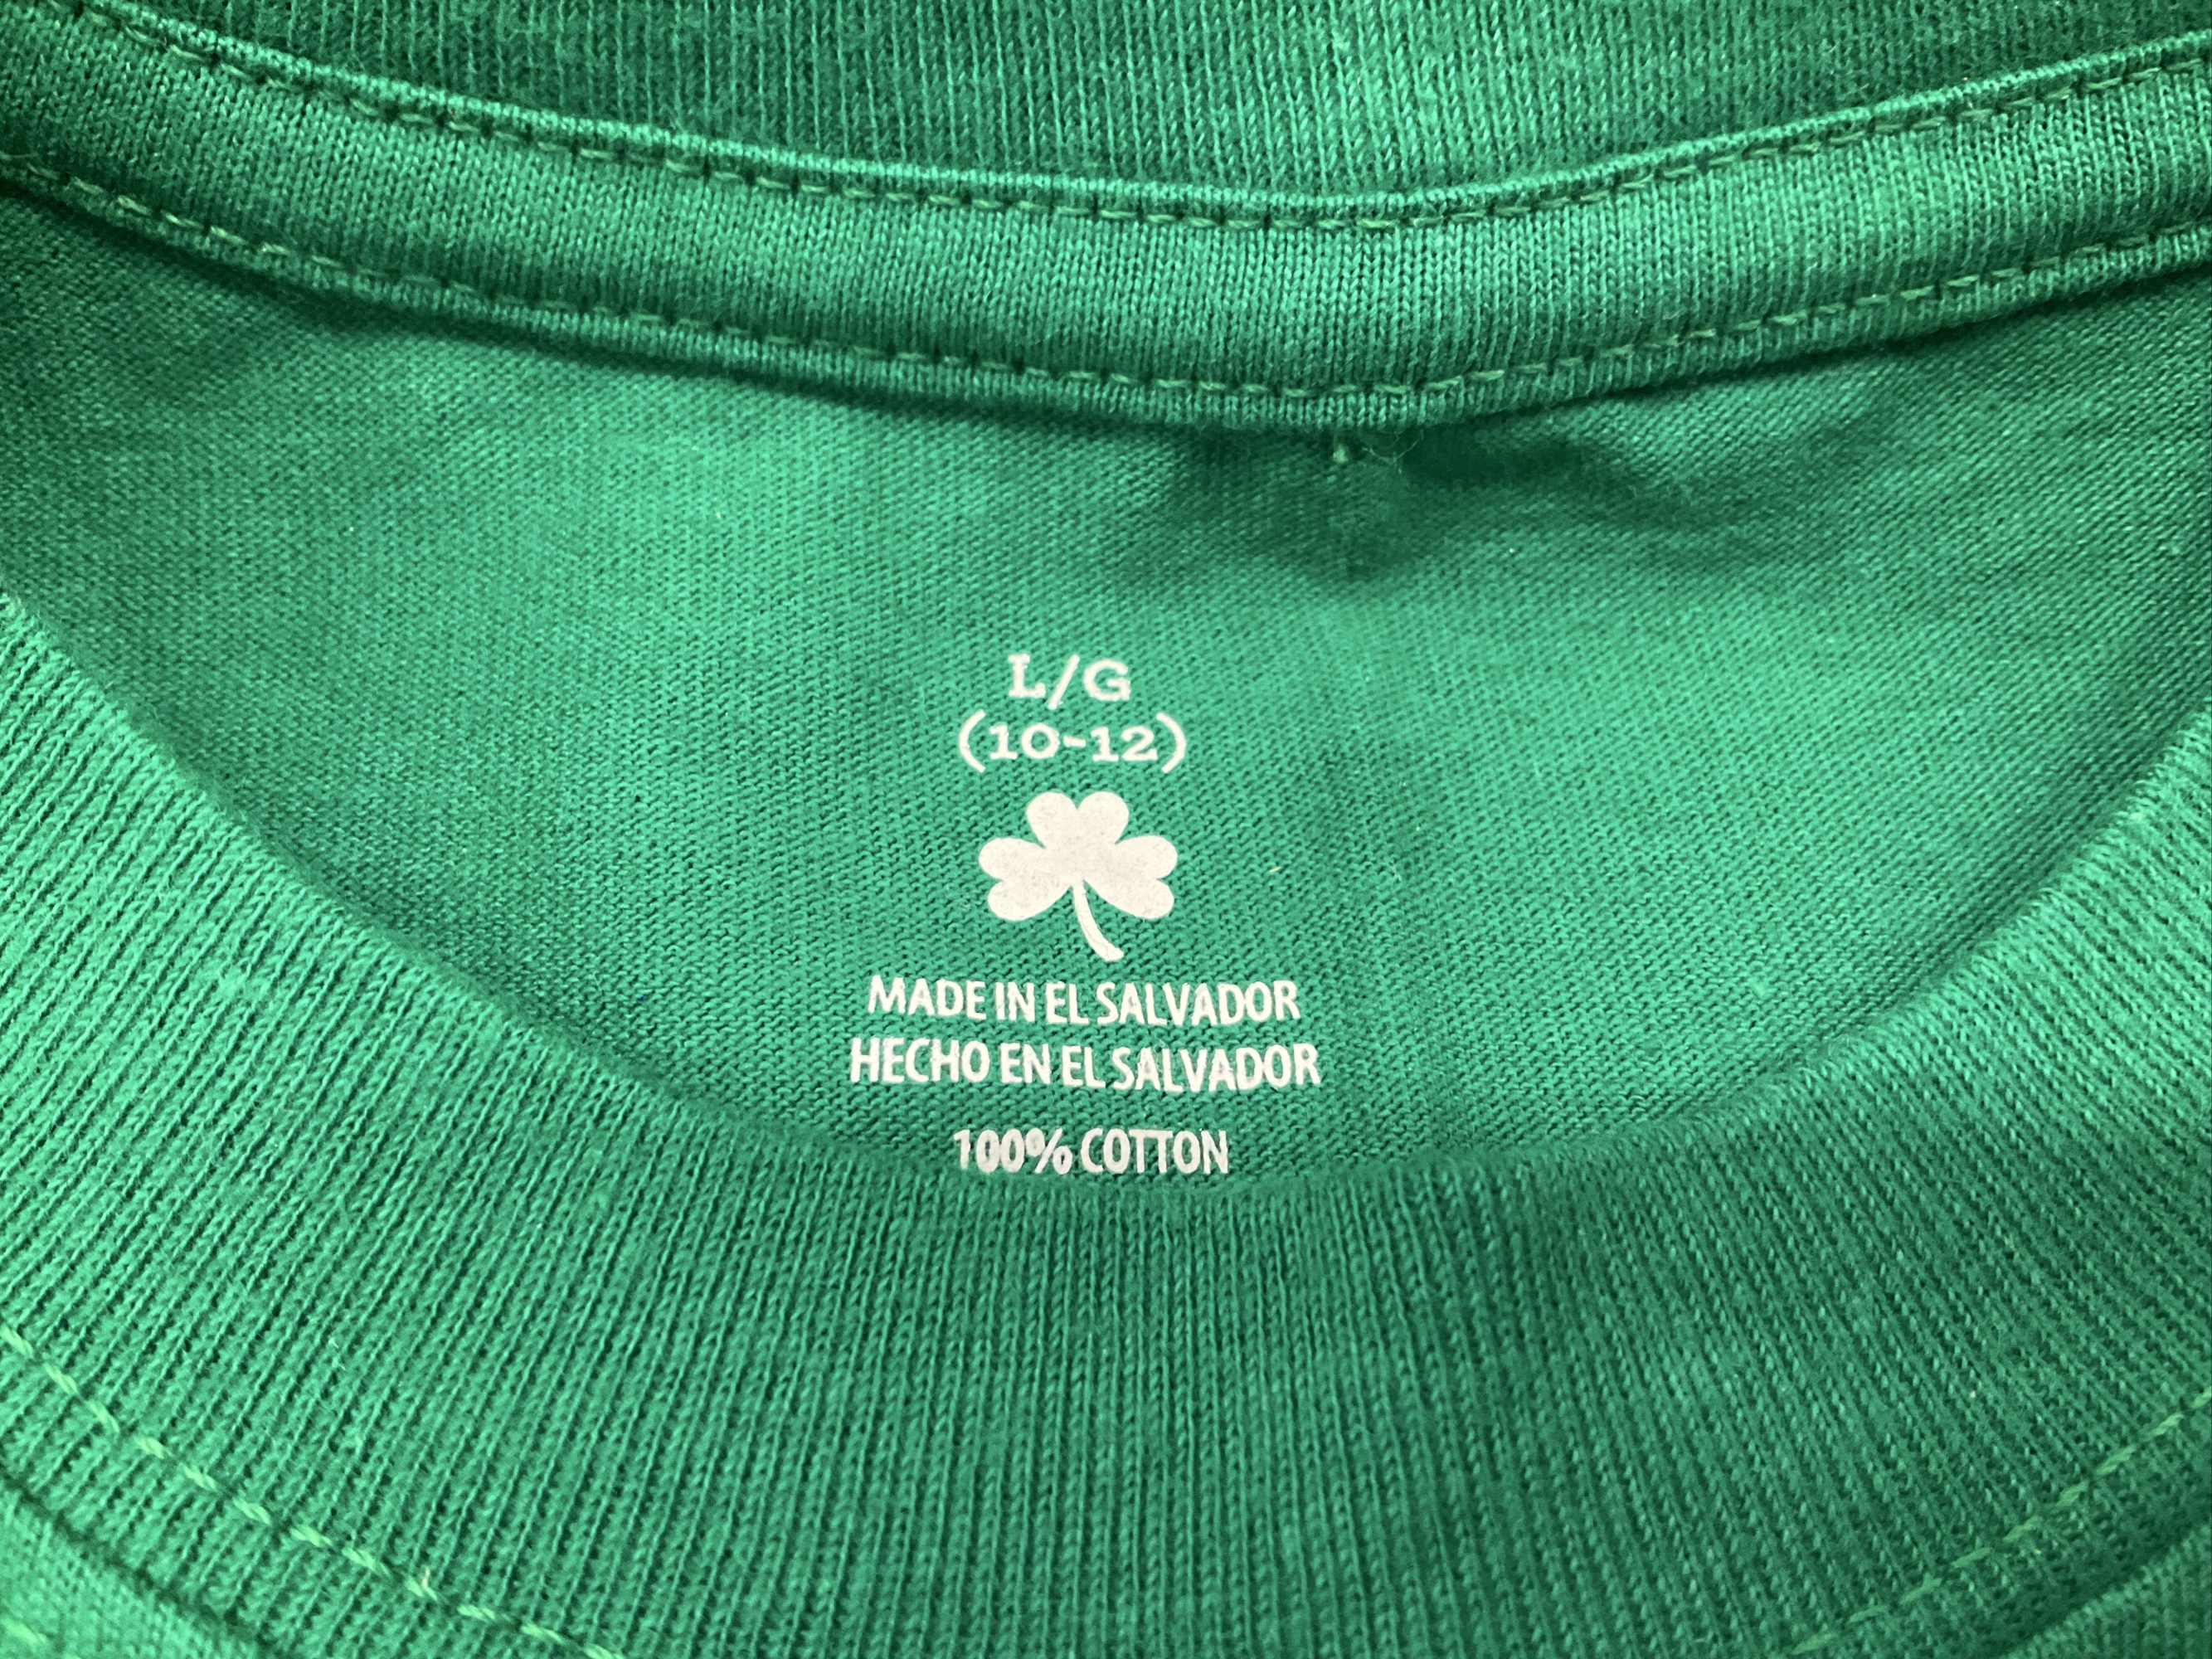 L/G
(10-12)
MADE IN EL SALVADOR
HECHO EN EL SALVADOR
100% COTTON